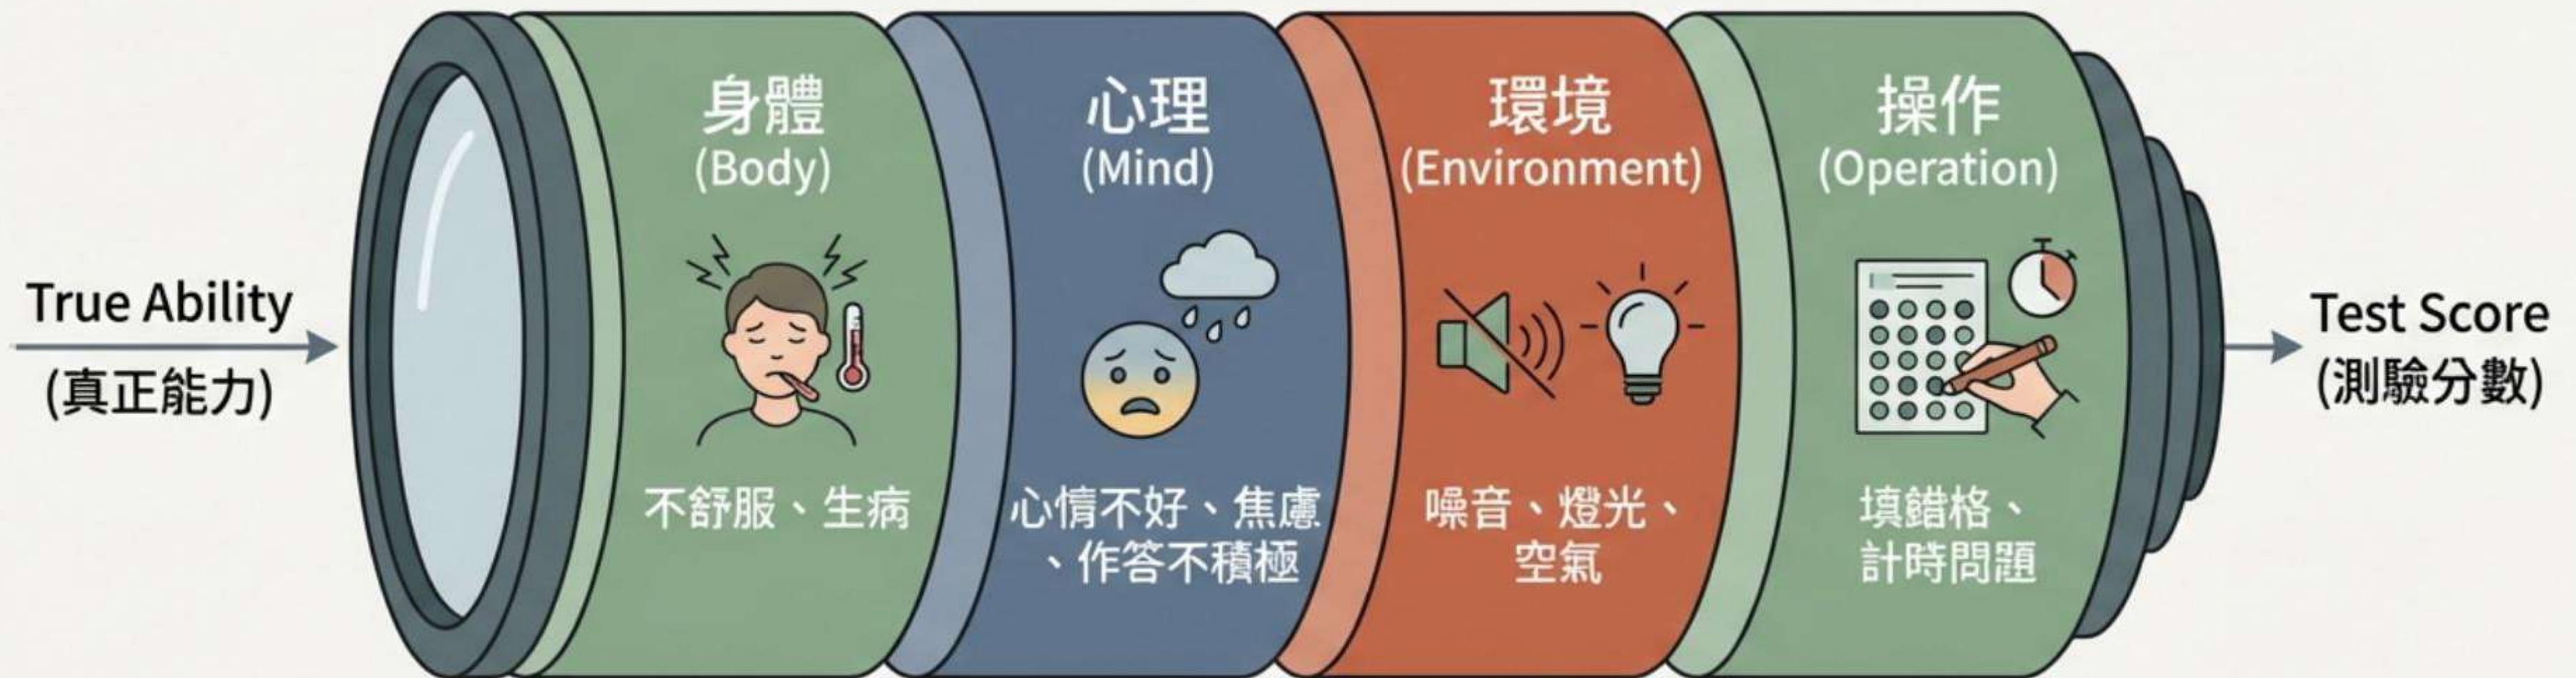 True Ability
(真正能力)
身體
(Body)
不舒服、生病
心理
(Mind)
心情不好、焦慮
、作答不積極
環境
(Environment)
噪音、燈光、
空氣
操作
(Operation)
填錯格、
計時問題
Test Score
(測驗分數)